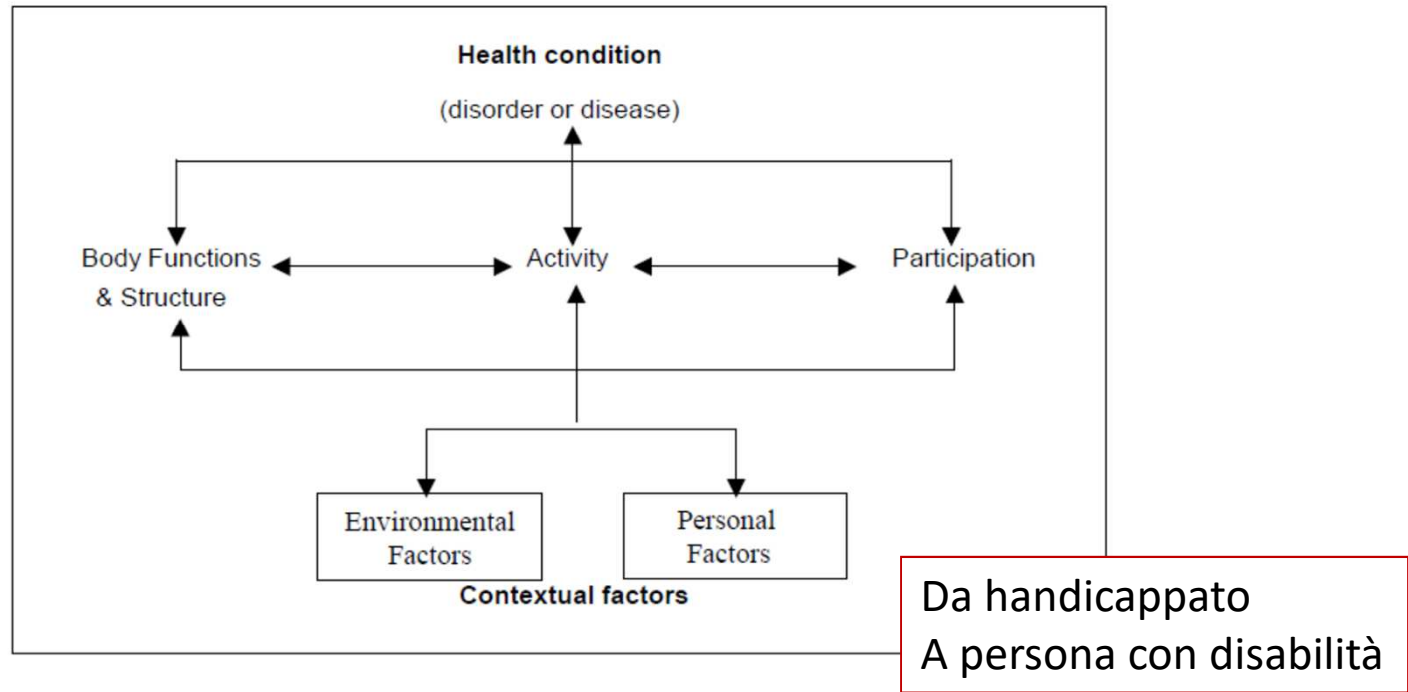 Health condition
(disorder or disease)
Body Functions
& Structure
Activity
Participation
Environmental
Factors
Personal
Factors
Contextual factors
Da handicappato
A persona con disabilità